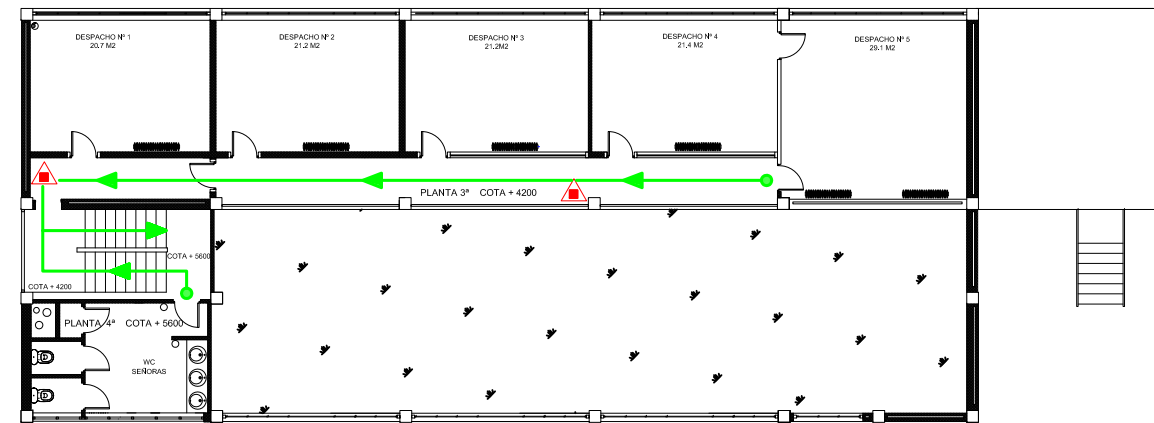 DESPACHO Nº 1
20.7 M2
DESPACHO Nº 2
21.2 M2
DESPACHO Nº 3
21.2M2
DESPACHO Nº 4
21,4 M2
DESPACHO Nº 5
29.1 M2
PLANTA 3ª COTA + 4200
COTA + 5600
COTA + 4200
PLANTA 4ª COTA + 5600
WC
SEÑORAS